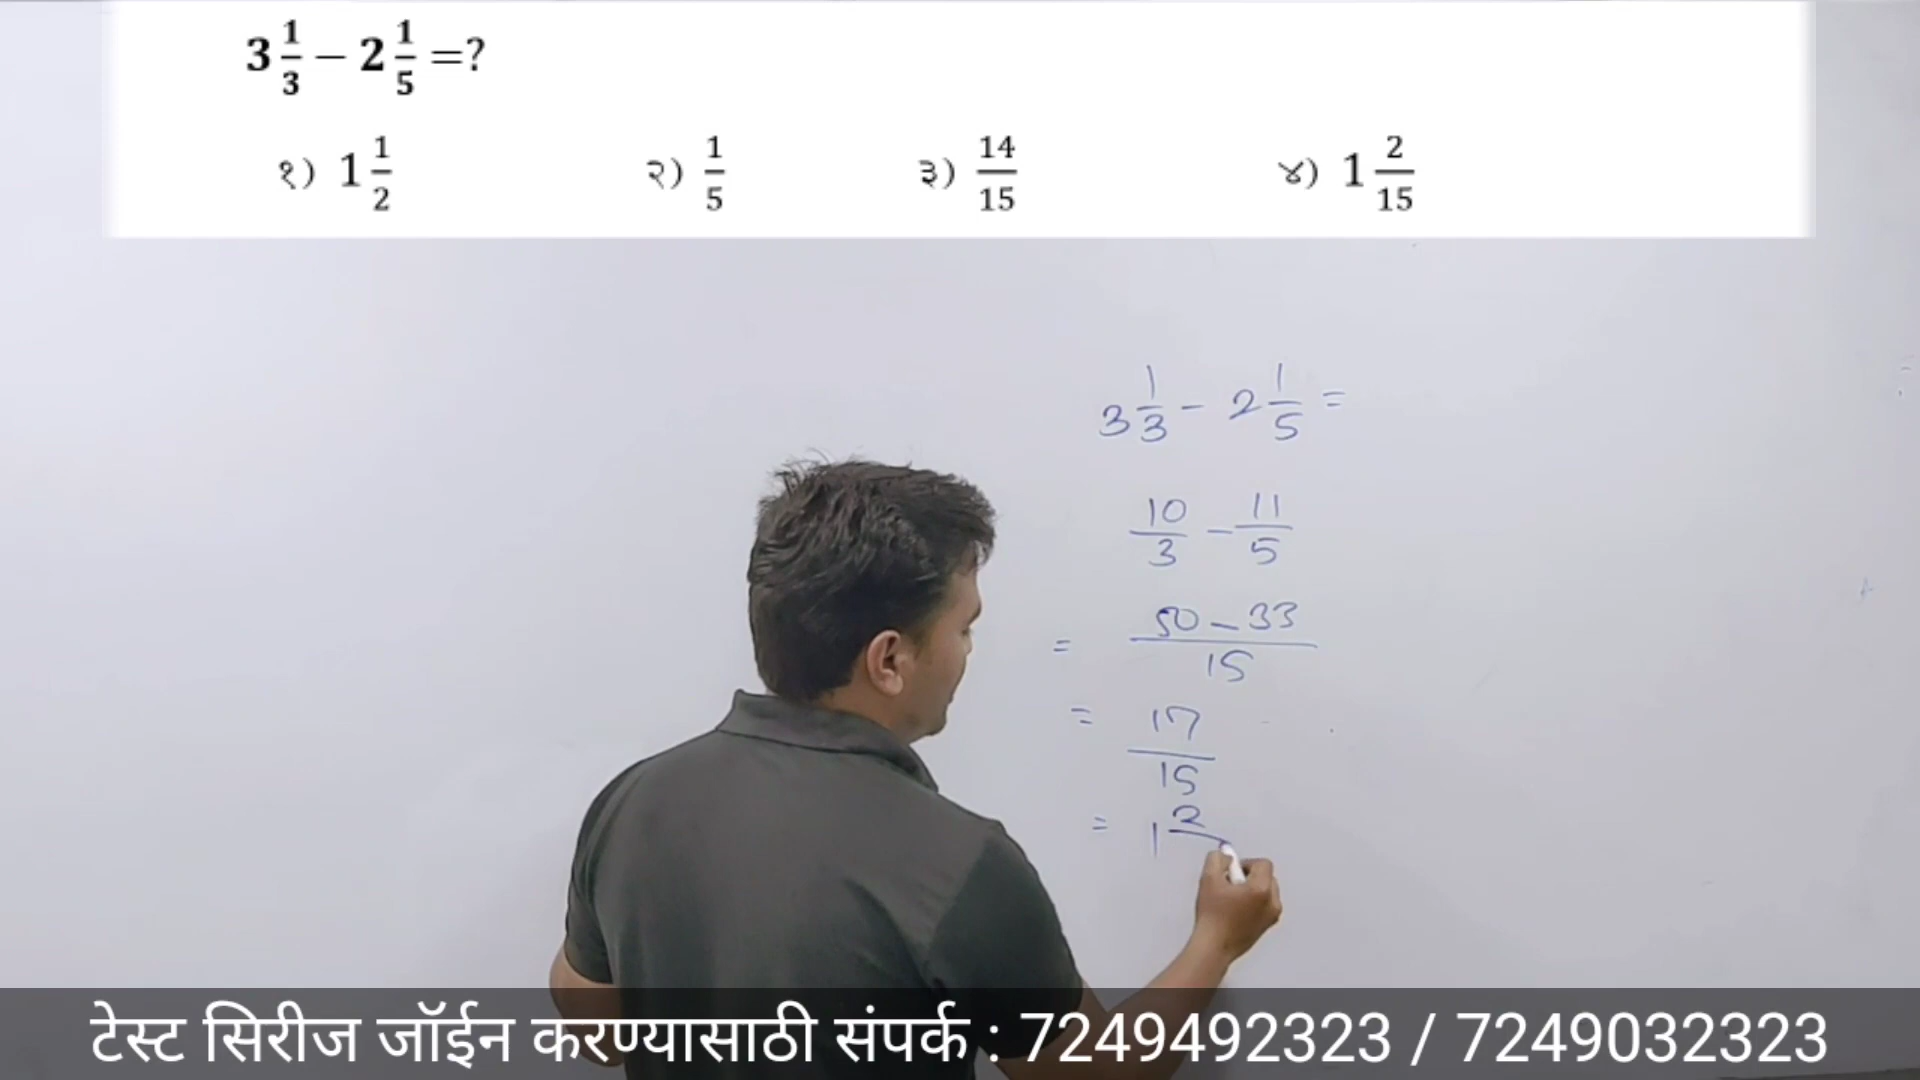 3 1/3 − 2 1/5 =?
१) 1 1/2 २) 1/5 ३) 14/15 ४) 1 2/15
3 1/3 - 2 1/5 =
10/3 - 11/5
= 50 - 33 / 15
= 17/15
= 1 2
टेस्ट सिरीज जॉईन करण्यासाठी संपर्क : 7249492323 / 7249032323